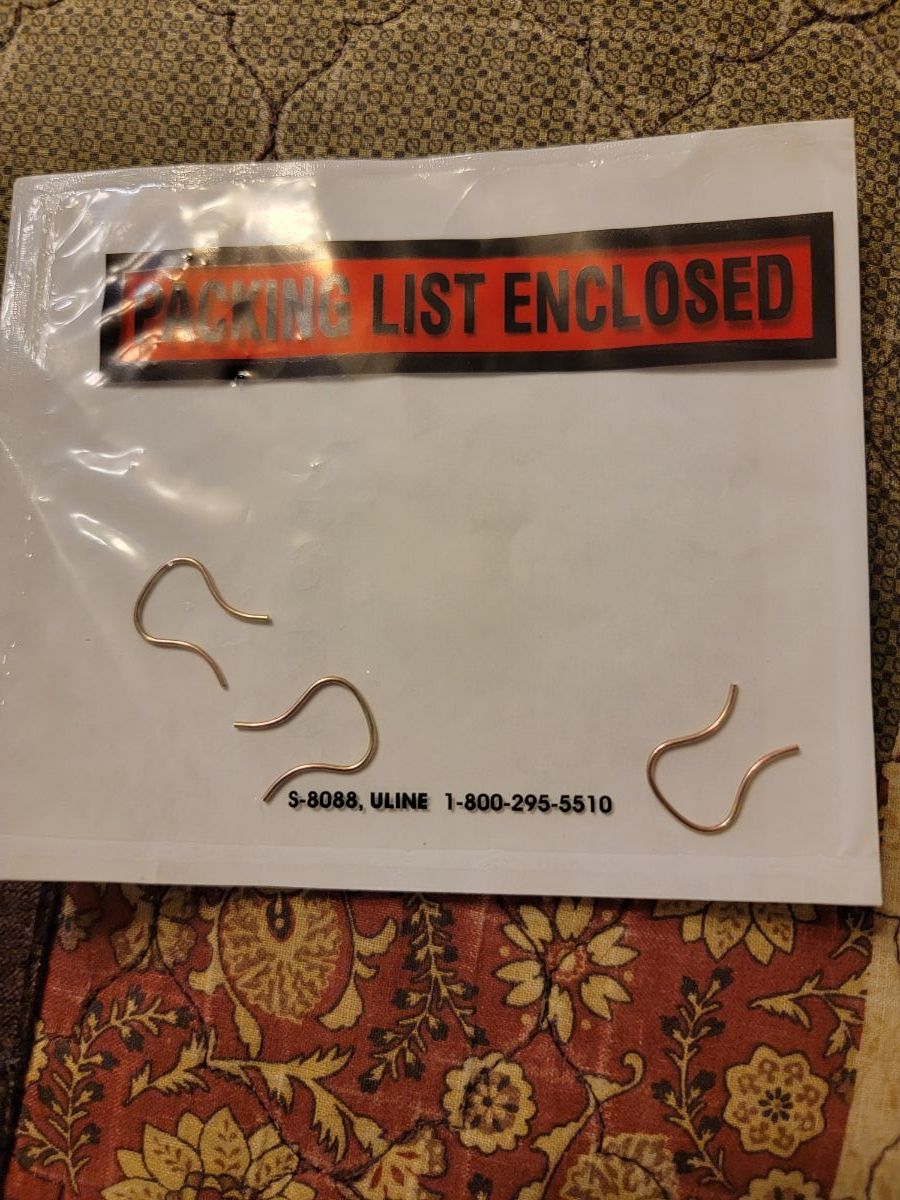 PACKING LIST ENCLOSED
S-8088, ULINE 1-800-295-5510